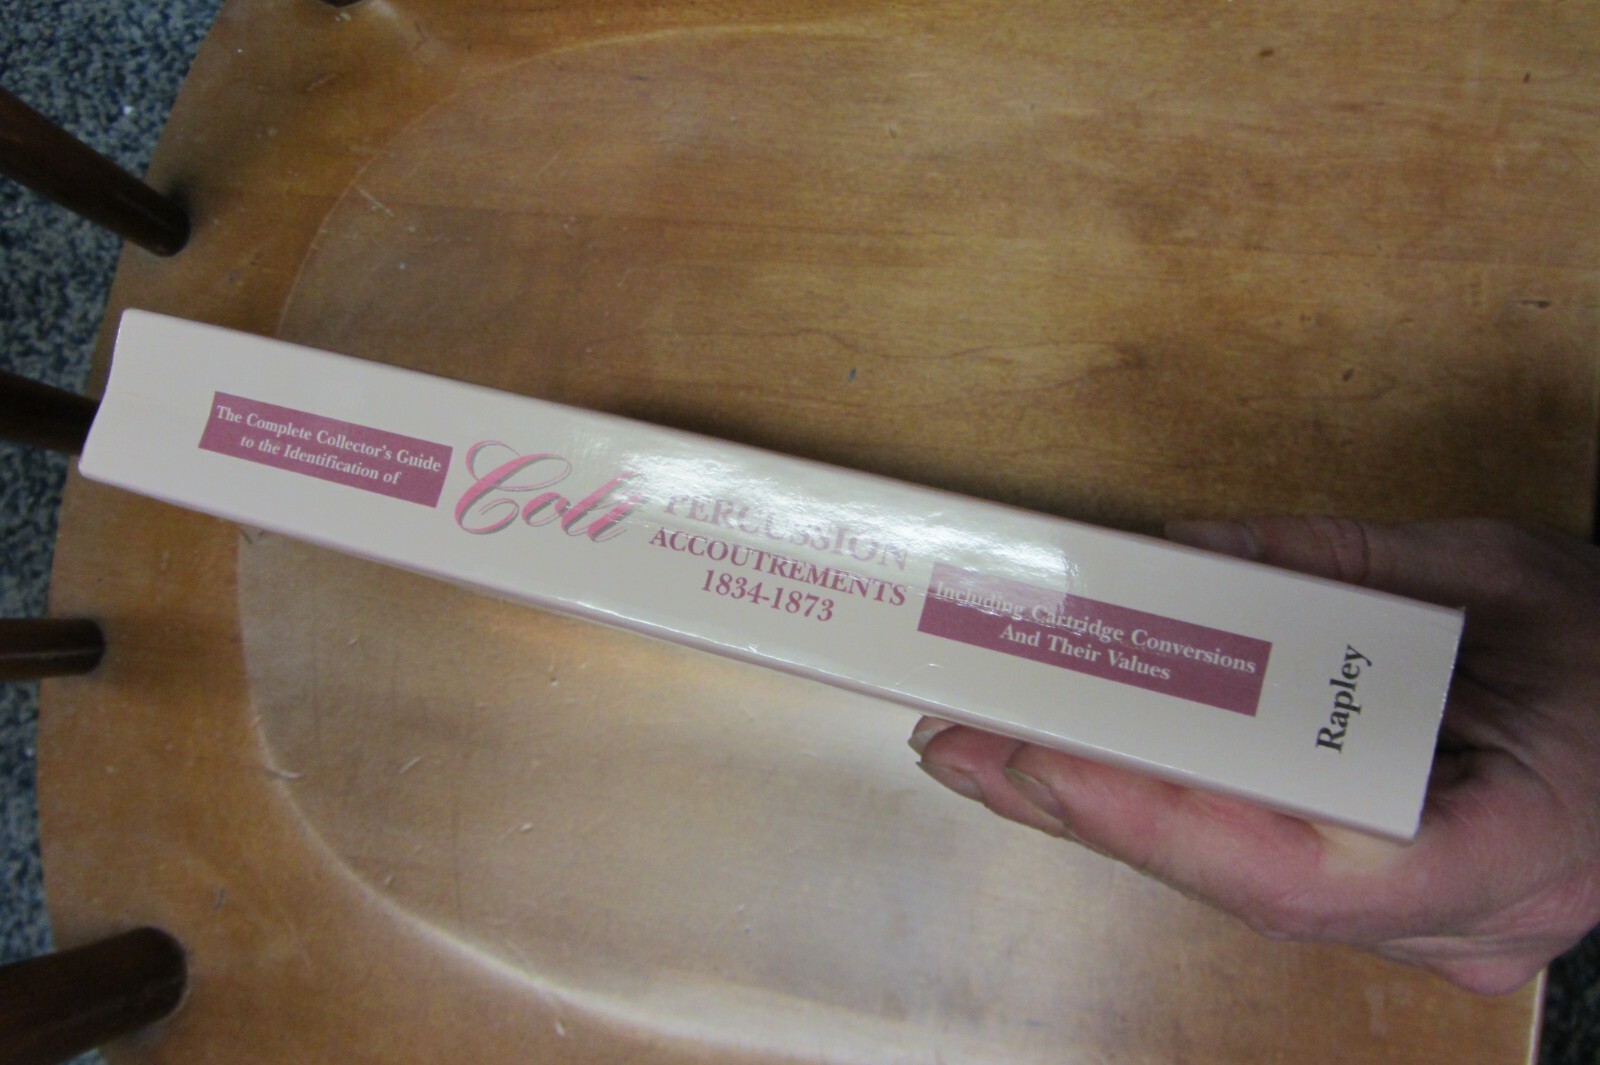 The Complete Collector's Guide
to the Identification of
Colt
PERCUSSION
ACCOUTREMENTS
1834-1873
Including Cartridge Conversions
And Their Values
Rapley